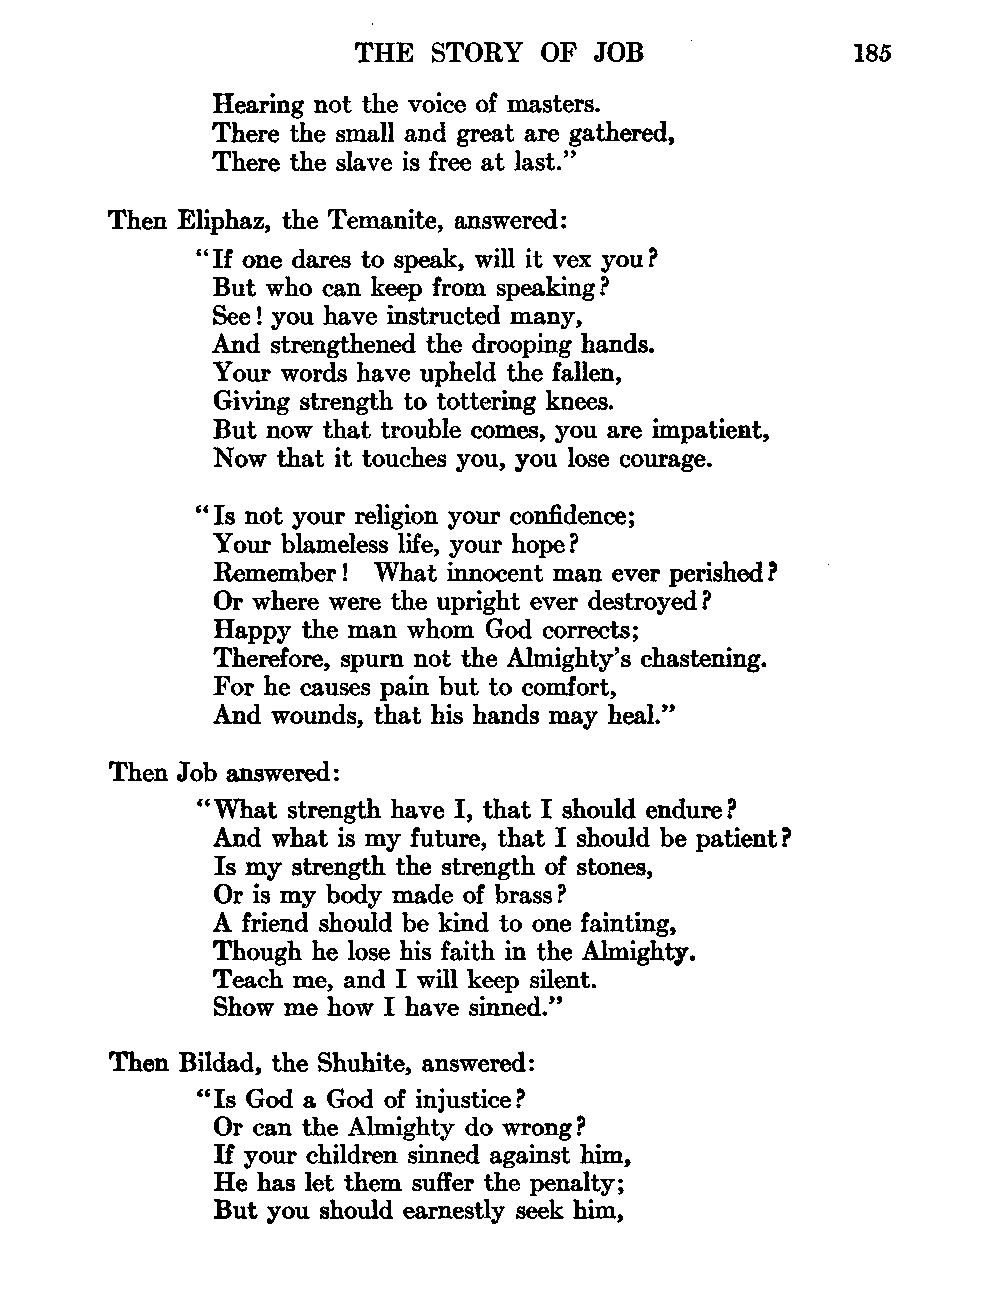 THE STORY OF JOB 185
Hearing not the voice of masters.
There the small and great are gathered,
There the slave is free at last.”
Then Eliphaz, the Temanite, answered:
“If one dares to speak, will it vex you?
But who can keep from speaking?
See! you have instructed many,
And strengthened the drooping hands.
Your words have upheld the fallen,
Giving strength to tottering knees.
But now that trouble comes, you are impatient,
Now that it touches you, you lose courage.
“Is not your religion your confidence;
Your blameless life, your hope?
Remember! What innocent man ever perished?
Or where were the upright ever destroyed?
Happy the man whom God corrects;
Therefore, spurn not the Almighty’s chastening.
For he causes pain but to comfort,
And wounds, that his hands may heal.”
Then Job answered:
“What strength have I, that I should endure?
And what is my future, that I should be patient?
Is my strength the strength of stones,
Or is my body made of brass?
A friend should be kind to one fainting,
Though he lose his faith in the Almighty.
Teach me, and I will keep silent.
Show me how I have sinned.”
Then Bildad, the Shuhite, answered:
“Is God a God of injustice?
Or can the Almighty do wrong?
If your children sinned against him,
He has let them suffer the penalty;
But you should earnestly seek him,